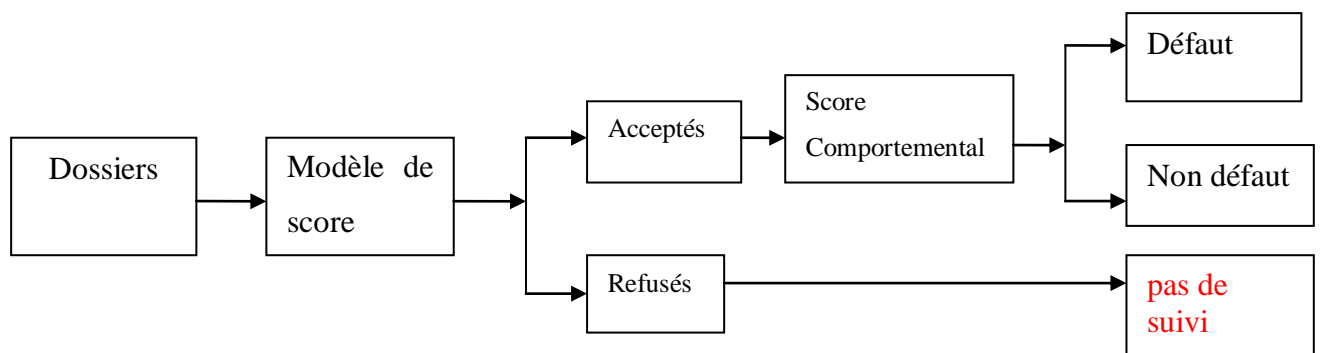 Dossiers
Modèle de
score
Acceptés
Score
Comportemental
Défaut
Non défaut
Refusés
pas de
suivi